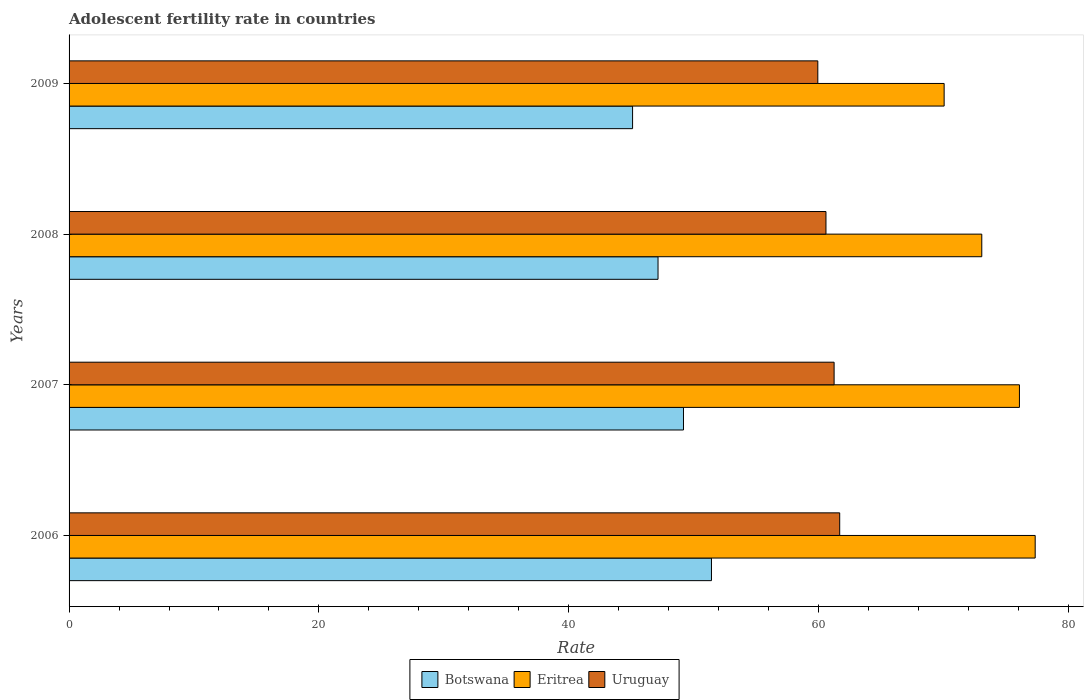 Adolescent fertility rate in countries
2009
2008
2007
2006
Years
0
20
40
60
80
Rate
Botswana
Eritrea
Uruguay